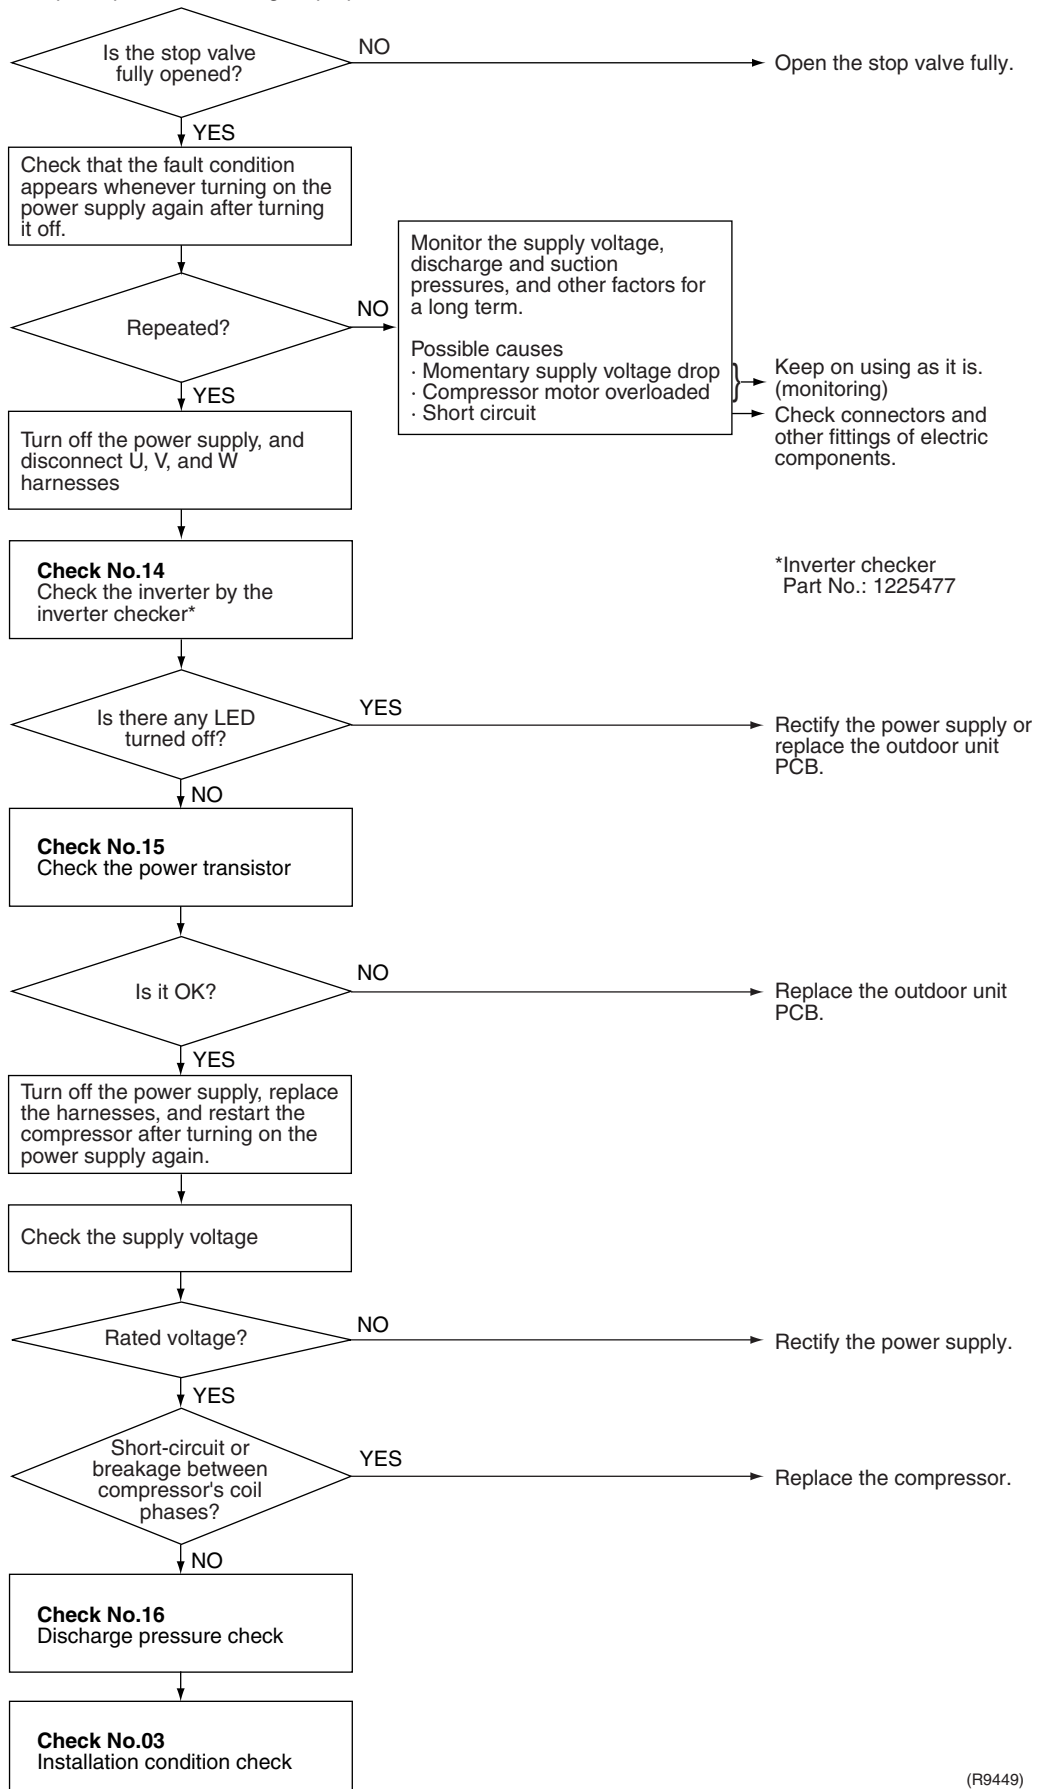 Is the stop valve
fully opened?
NO
Open the stop valve fully.
YES
Check that the fault condition
appears whenever turning on the
power supply again after turning
it off.
Monitor the supply voltage,
discharge and suction
pressures, and other factors for
a long term.
Possible causes
· Momentary supply voltage drop
· Compressor motor overloaded
· Short circuit
Repeated?
NO
Keep on using as it is.
(monitoring)
Check connectors and
other fittings of electric
components.
YES
Turn off the power supply, and
disconnect U, V, and W
harnesses
Check No.14
Check the inverter by the
inverter checker*
*Inverter checker
Part No.: 1225477
Is there any LED
turned off?
YES
Rectify the power supply or
replace the outdoor unit
PCB.
NO
Check No.15
Check the power transistor
Is it OK?
NO
Replace the outdoor unit
PCB.
YES
Turn off the power supply, replace
the harnesses, and restart the
compressor after turning on the
power supply again.
Check the supply voltage
Rated voltage?
NO
Rectify the power supply.
YES
Short-circuit or
breakage between
compressor's coil
phases?
YES
Replace the compressor.
NO
Check No.16
Discharge pressure check
Check No.03
Installation condition check
(R9449)